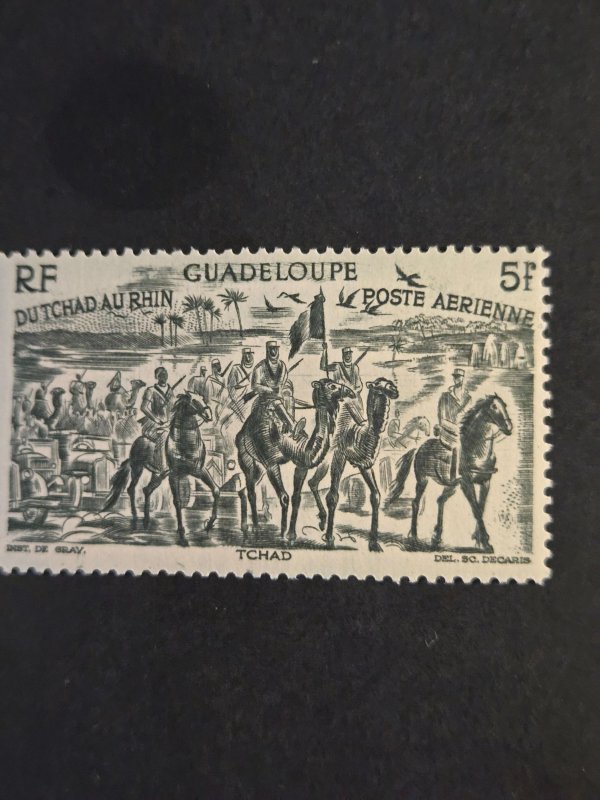 RF GUADELOUPE 5f
DU TCHAD AU RHIN POSTE AERIENNE
INST. DE GRAV. TCHAD DEL. SC. DECARIS